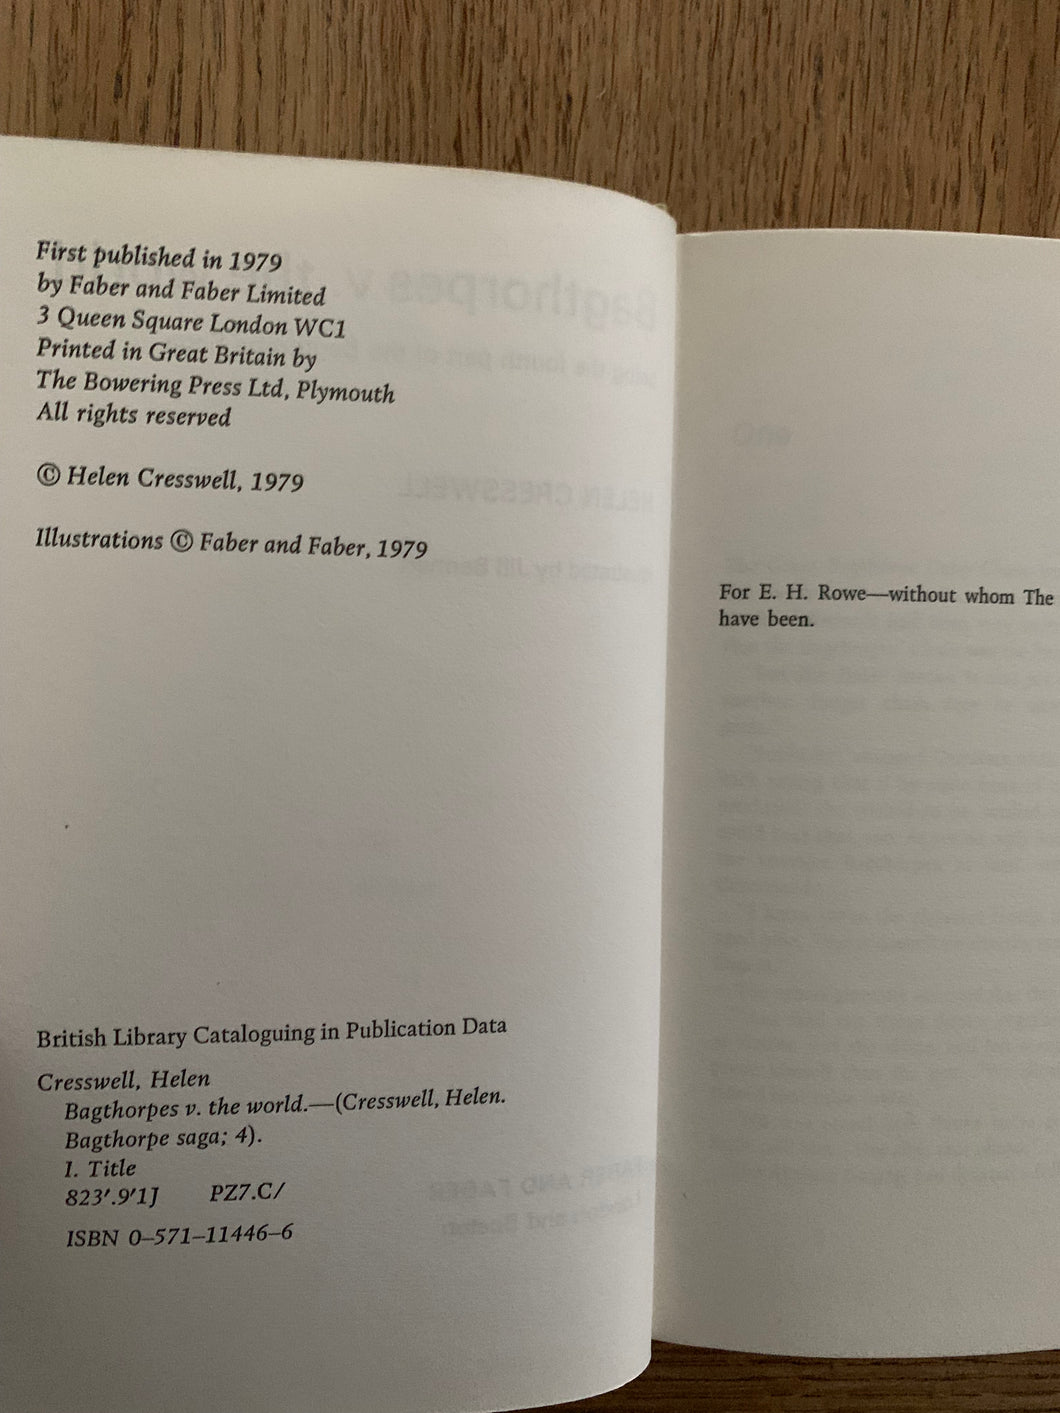 First published in 1979
by Faber and Faber Limited
3 Queen Square London WC1
Printed in Great Britain by
The Bowering Press Ltd, Plymouth
All rights reserved
© Helen Cresswell, 1979
Illustrations © Faber and Faber, 1979
British Library Cataloguing in Publication Data
Cresswell, Helen
Bagthorpes v. the world.—(Cresswell, Helen.
Bagthorpe saga; 4).
1. Title
823'.9'1J PZ7.C/
ISBN 0–571–11446–6
For E. H. Rowe—without whom The
have been.